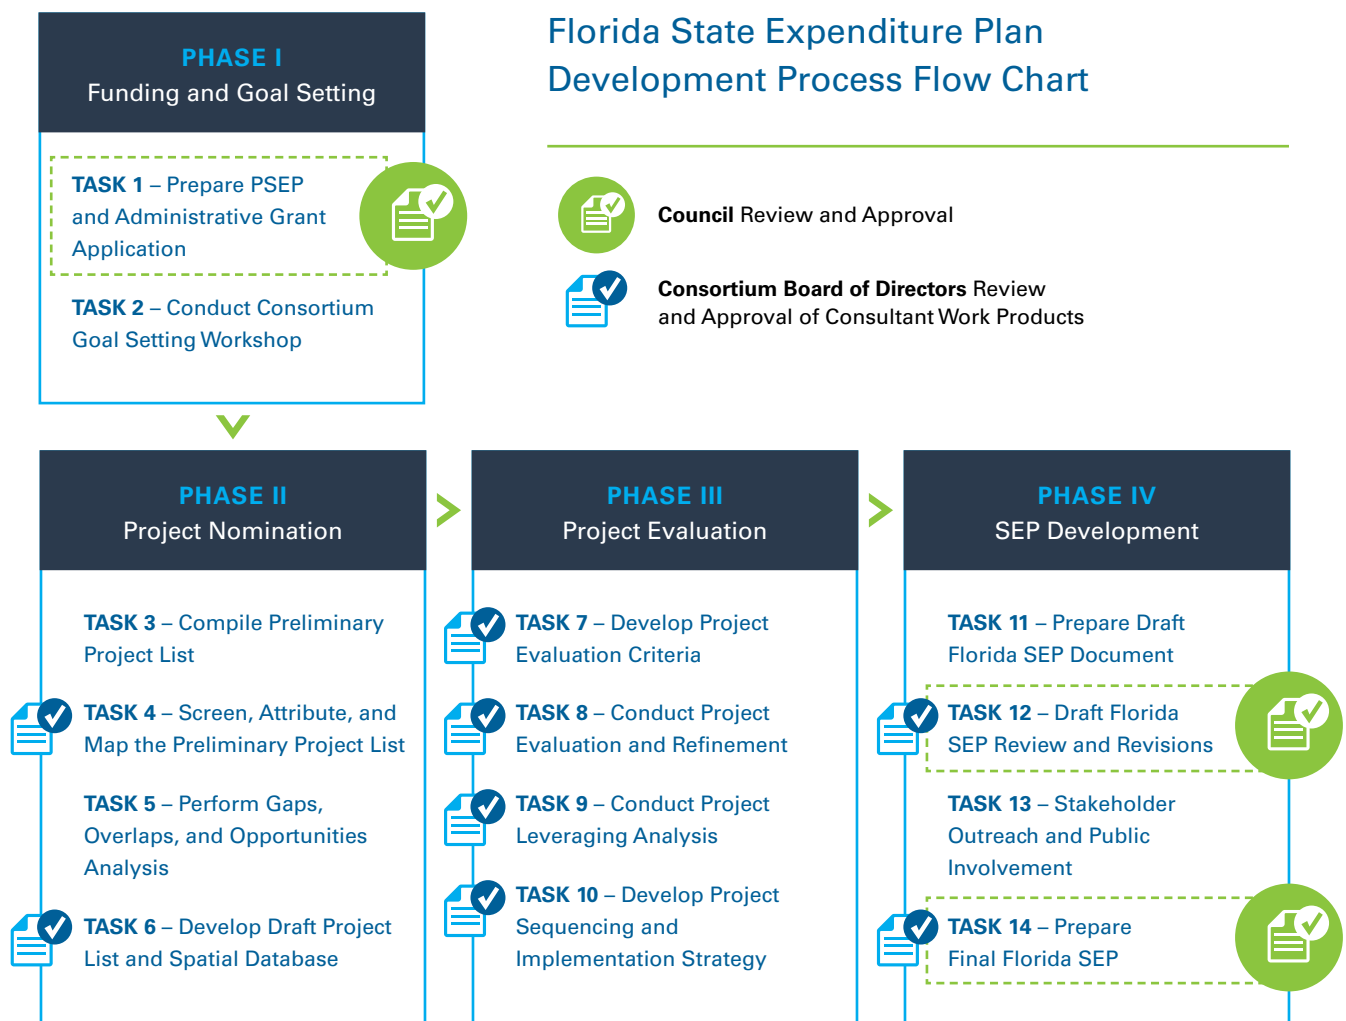 PHASE I
Funding and Goal Setting
TASK 1 – Prepare PSEP
and Administrative Grant
Application
TASK 2 – Conduct Consortium
Goal Setting Workshop
Florida State Expenditure Plan
Development Process Flow Chart
Council Review and Approval
Consortium Board of Directors Review
and Approval of Consultant Work Products
PHASE II
Project Nomination
TASK 3 – Compile Preliminary
Project List
TASK 4 – Screen, Attribute, and
Map the Preliminary Project List
TASK 5 – Perform Gaps,
Overlaps, and Opportunities
Analysis
TASK 6 – Develop Draft Project
List and Spatial Database
PHASE III
Project Evaluation
TASK 7 – Develop Project
Evaluation Criteria
TASK 8 – Conduct Project
Evaluation and Refinement
TASK 9 – Conduct Project
Leveraging Analysis
TASK 10 – Develop Project
Sequencing and
Implementation Strategy
PHASE IV
SEP Development
TASK 11 – Prepare Draft
Florida SEP Document
TASK 12 – Draft Florida
SEP Review and Revisions
TASK 13 – Stakeholder
Outreach and Public
Involvement
TASK 14 – Prepare
Final Florida SEP